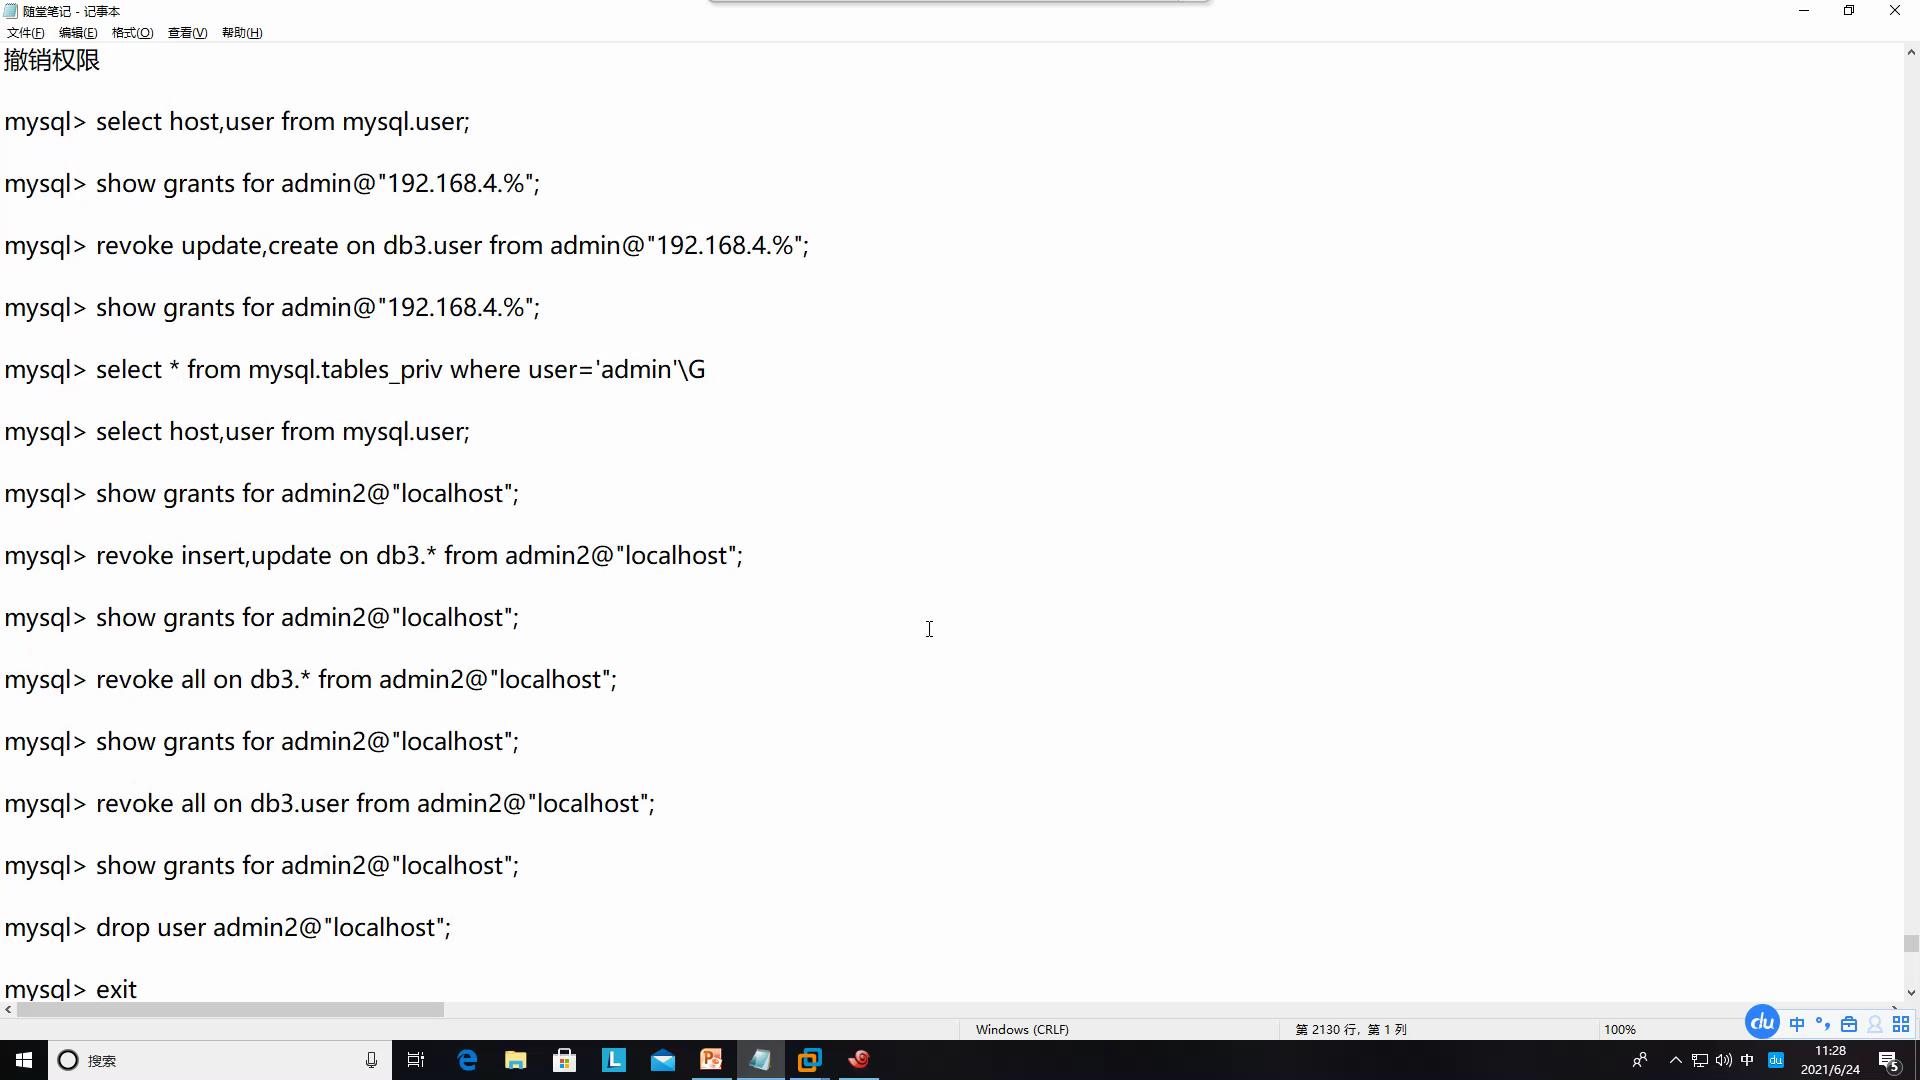 随堂笔记 - 记事本
文件(F) 编辑(E) 格式(O) 查看(V) 帮助(H)
撤销权限
mysql> select host,user from mysql.user;
mysql> show grants for admin@"192.168.4.%";
mysql> revoke update,create on db3.user from admin@"192.168.4.%";
mysql> show grants for admin@"192.168.4.%";
mysql> select * from mysql.tables_priv where user='admin'\G
mysql> select host,user from mysql.user;
mysql> show grants for admin2@"localhost";
mysql> revoke insert,update on db3.* from admin2@"localhost";
mysql> show grants for admin2@"localhost";
mysql> revoke all on db3.* from admin2@"localhost";
mysql> show grants for admin2@"localhost";
mysql> revoke all on db3.user from admin2@"localhost";
mysql> show grants for admin2@"localhost";
mysql> drop user admin2@"localhost";
mysql> exit
Windows (CRLF) 第 2130 行，第 1 列 100%
du 中
搜索
中 du
11:28
2021/6/24
5